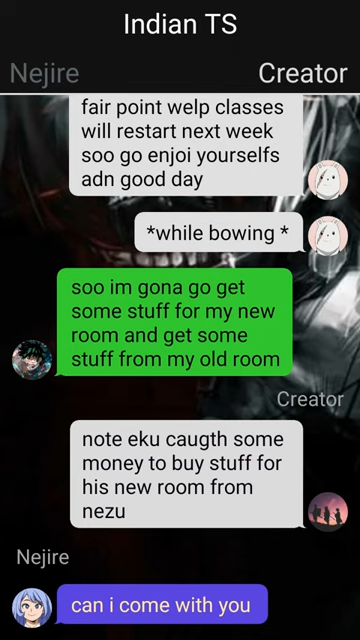 Indian TS
Nejire
Creator
fair point welp classes
will restart next week
soo go enjoi yourselfs
adn good day
*while bowing *
soo im gona go get
some stuff for my new
room and get some
stuff from my old room
Creator
note eku caugth some
money to buy stuff for
his new room from
nezu
Nejire
can i come with you